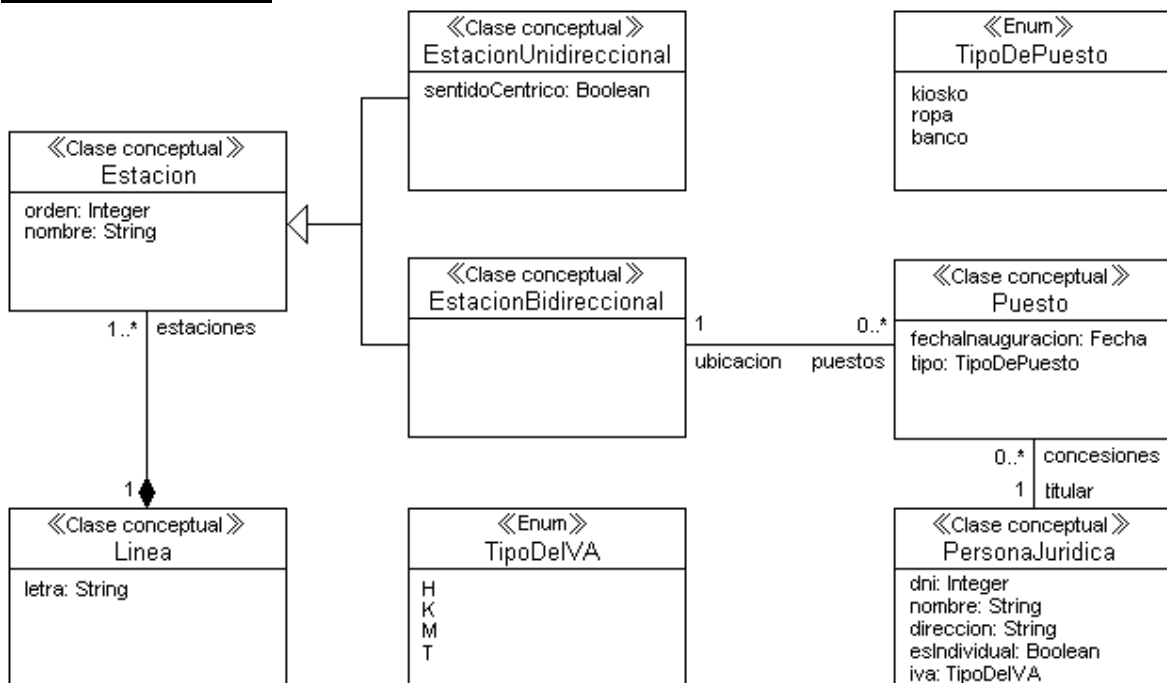 ≪Clase conceptual≫
EstacionUnidireccional
sentidoCentrico: Boolean
≪Enum≫
TipoDePuesto
kiosko
ropa
banco
≪Clase conceptual≫
Estacion
orden: Integer
nombre: String
≪Clase conceptual≫
EstacionBidireccional
≪Clase conceptual≫
Puesto
fechaInauguracion: Fecha
tipo: TipoDePuesto
1..* estaciones
1 0..*
ubicacion puestos
0..* concesiones
1 titular
1
≪Clase conceptual≫
Linea
letra: String
≪Enum≫
TipoDeIVA
H
K
M
T
≪Clase conceptual≫
PersonaJuridica
dni: Integer
nombre: String
direccion: String
esIndividual: Boolean
iva: TipoDeIVA